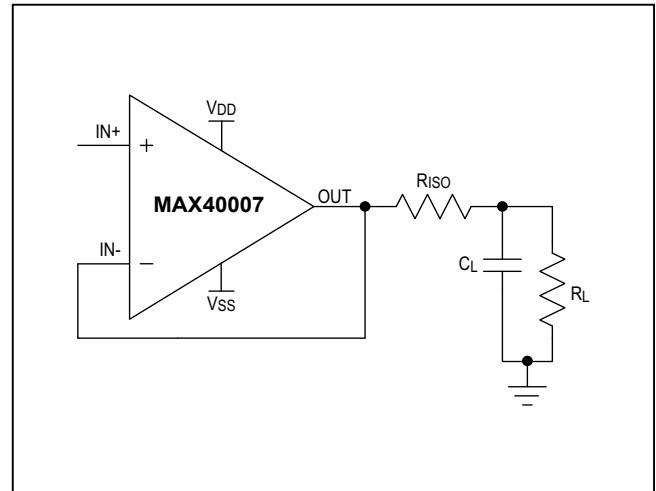 VDD
IN+
+
MAX40007
OUT
RISO
IN-
−
VSS
CL
RL